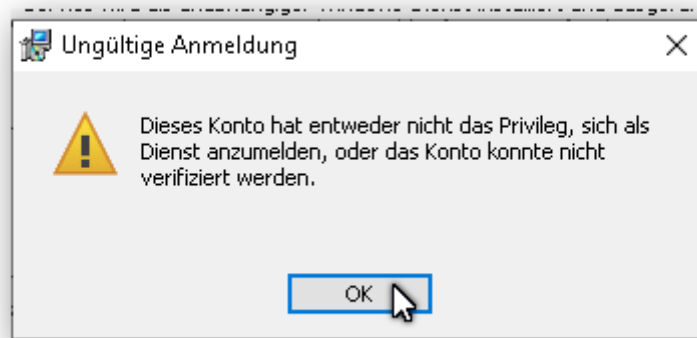 Ungültige Anmeldung
Dieses Konto hat entweder nicht das Privileg, sich als
Dienst anzumelden, oder das Konto konnte nicht
verifiziert werden.
OK